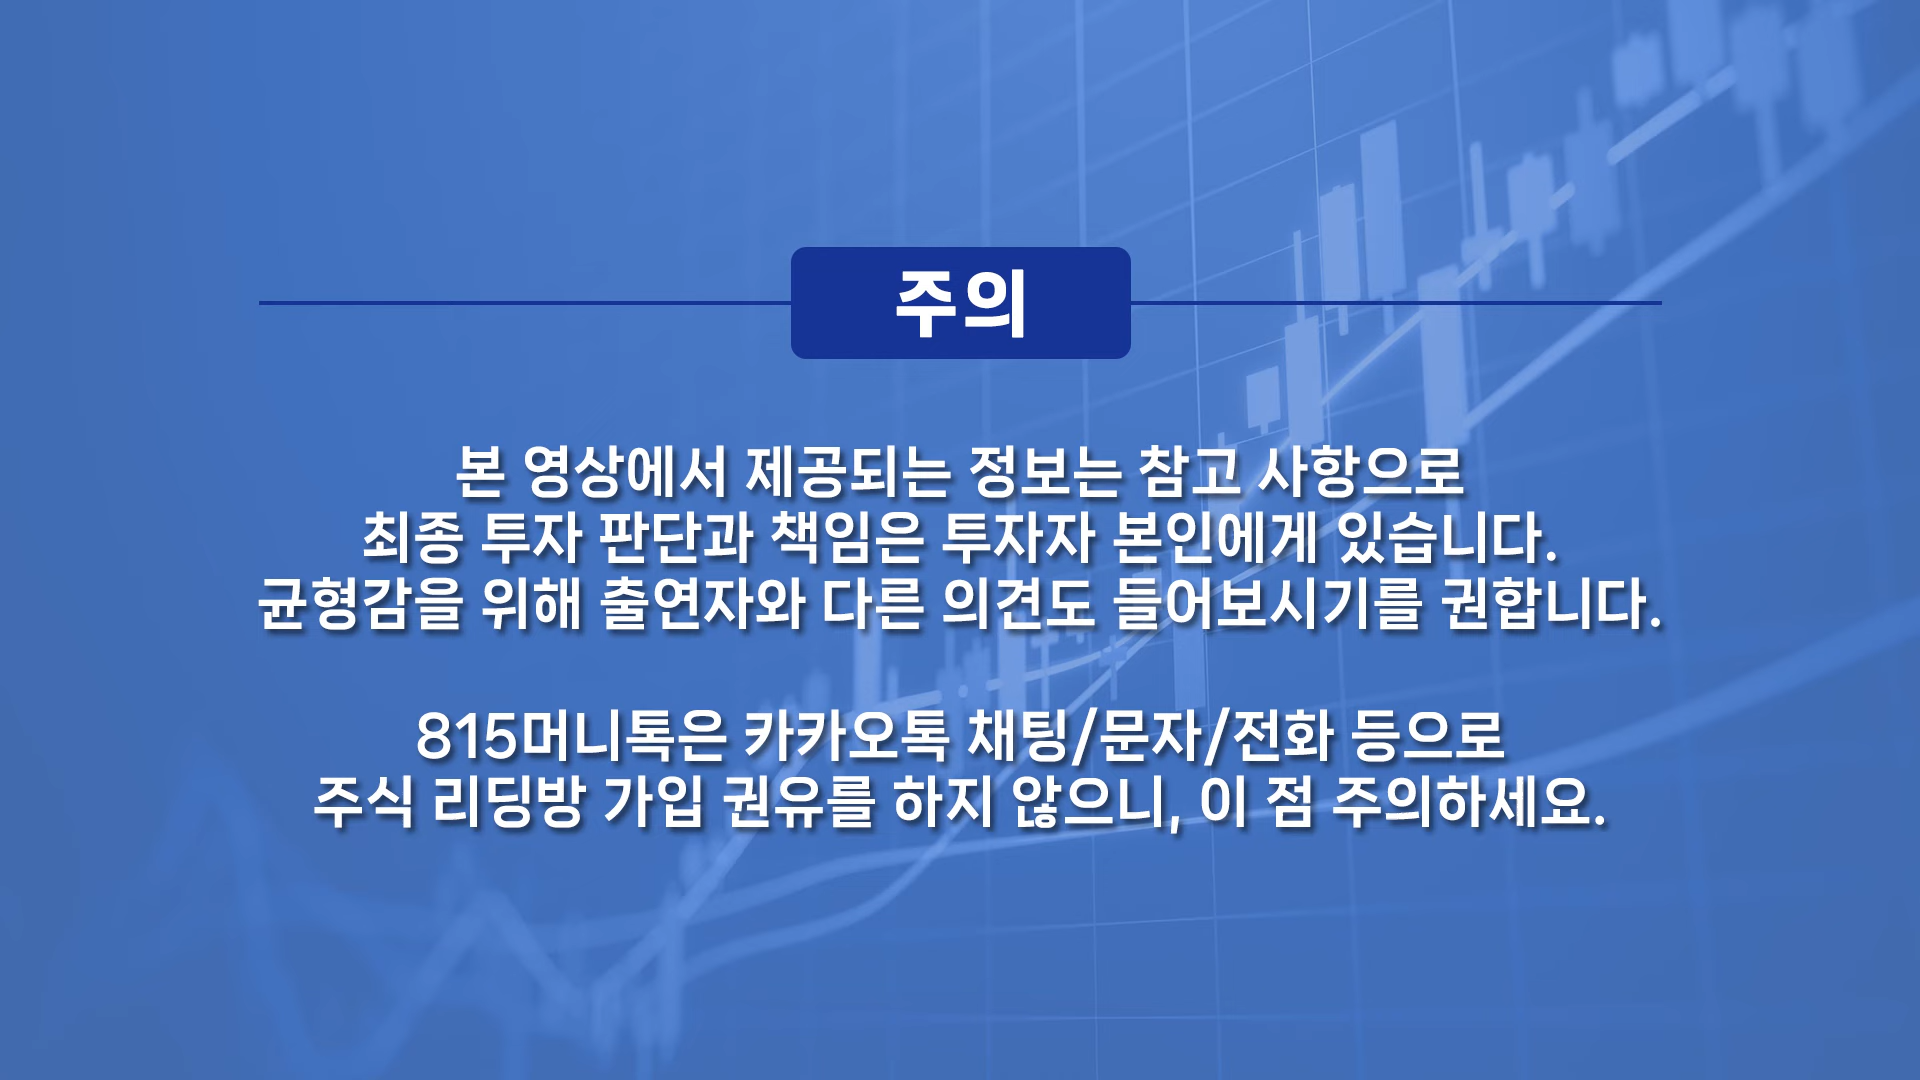 주의
본 영상에서 제공되는 정보는 참고 사항으로
최종 투자 판단과 책임은 투자자 본인에게 있습니다.
균형감을 위해 출연자와 다른 의견도 들어보시기를 권합니다.
815머니톡은 카카오톡 채팅/문자/전화 등으로
주식 리딩방 가입 권유를 하지 않으니, 이 점 주의하세요.